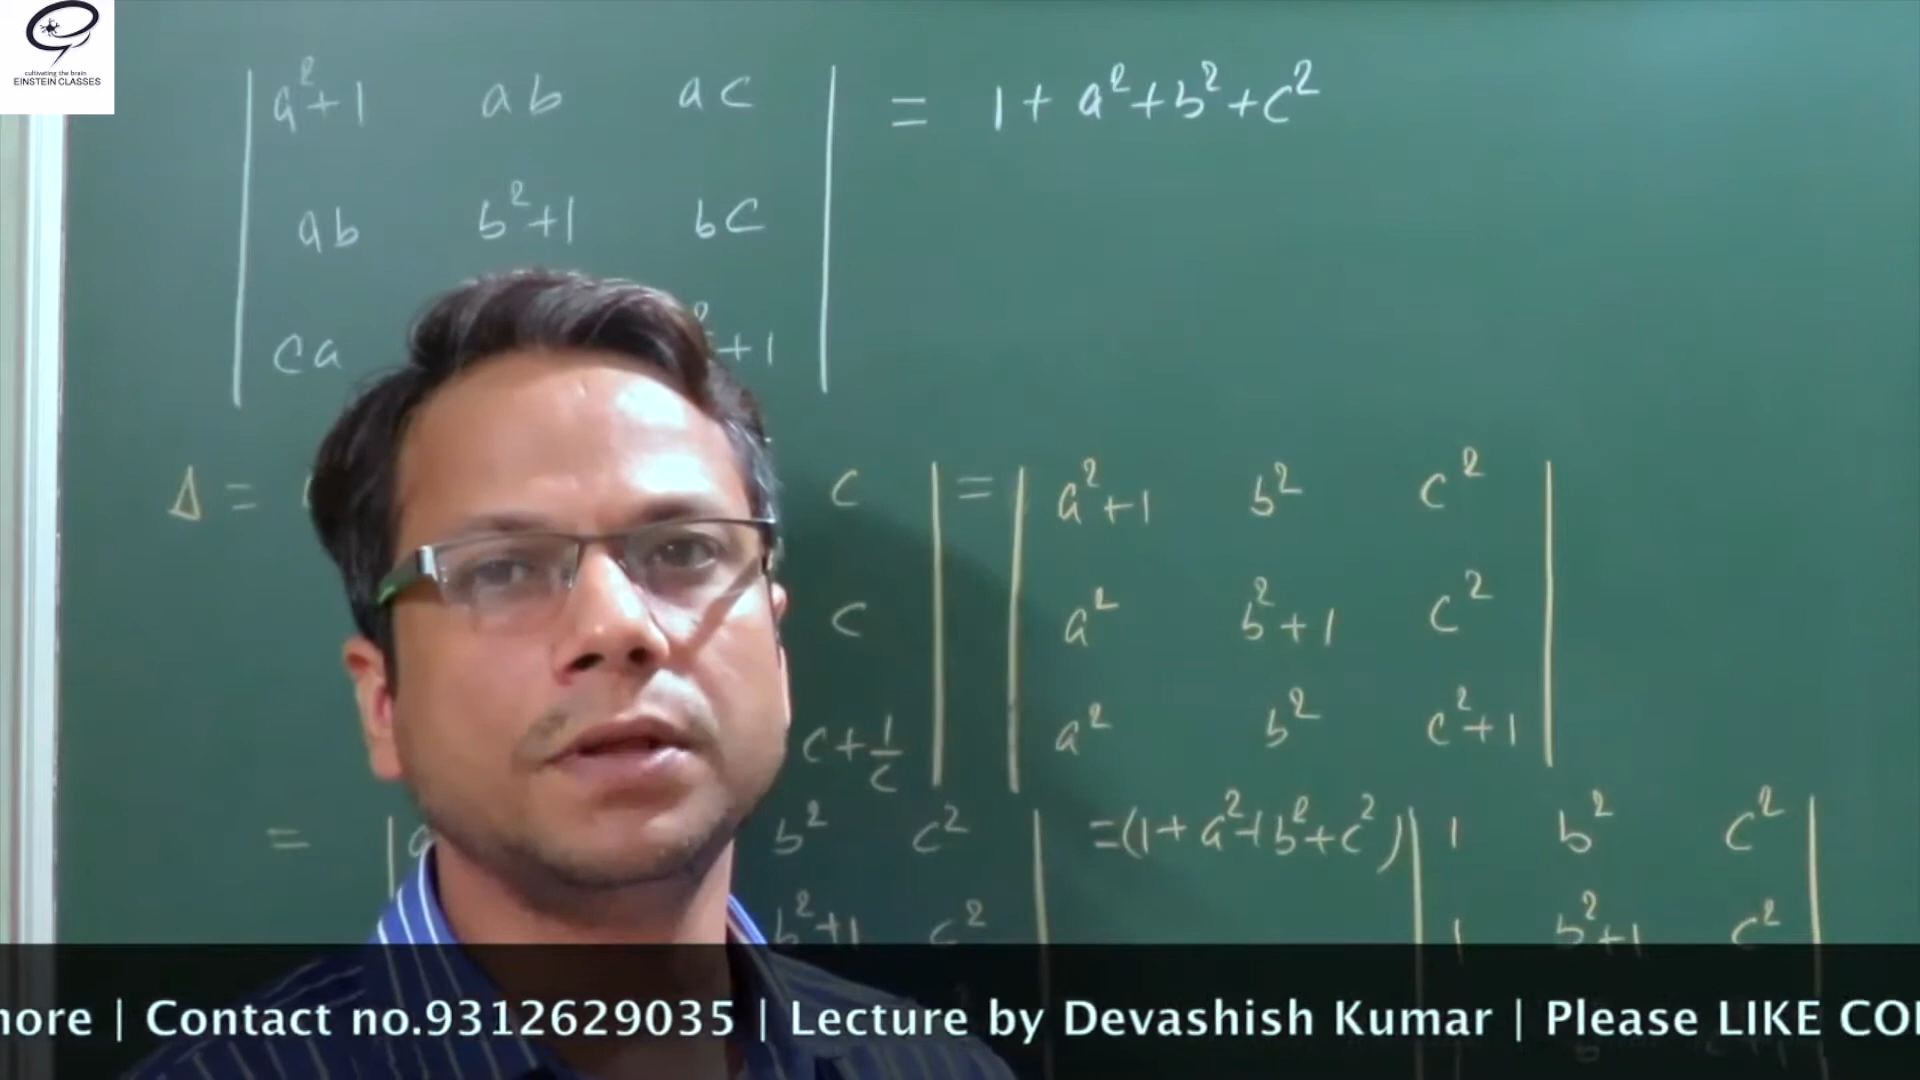 cultivating the brain
EINSTEIN CLASSES
a²+1 ab ac = 1 + a²+b²+c²
ab b²+1 bc
ca +1
Δ = c = a²+1 b² c²
c a² b²+1 c²
c+1/c a² b² c²+1
= b² c² =(1+a²+b²+c²) 1 b² c²
b²+1 c² 1 b²+1 c²
| Contact no.9312629035 | Lecture by Devashish Kumar | Please LIKE